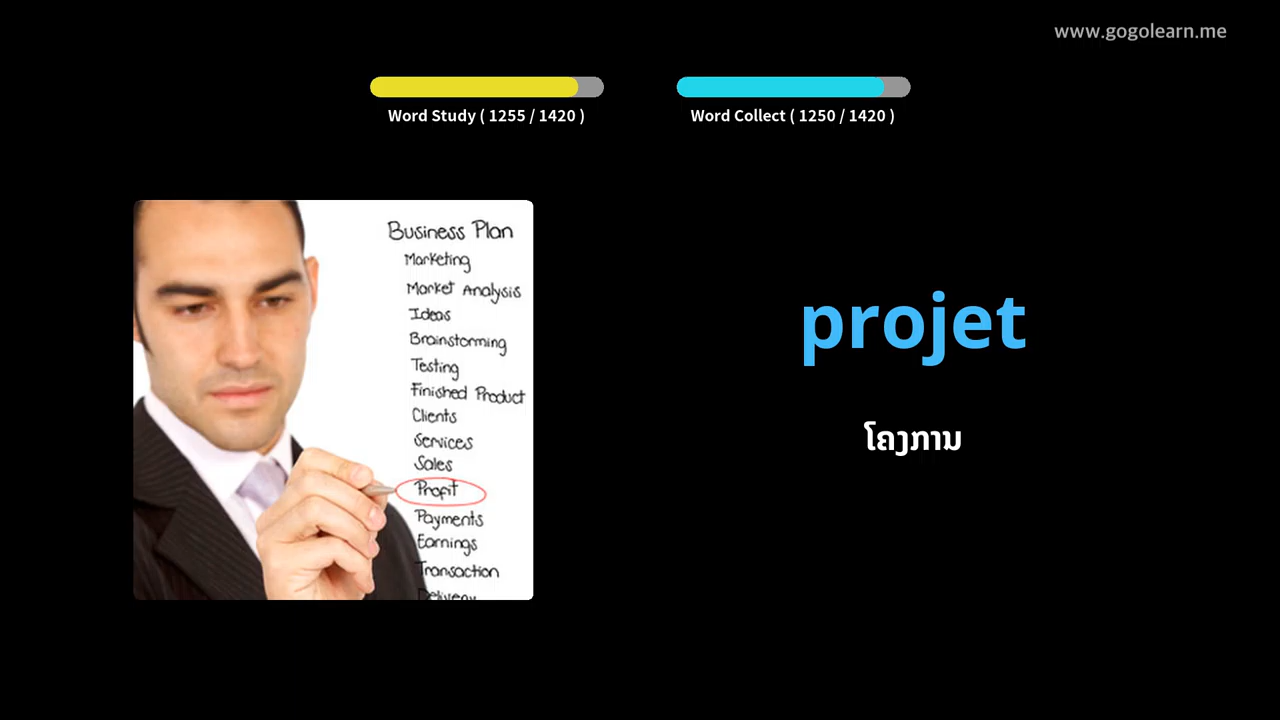 www.gogolearn.me
Word Study ( 1255 / 1420 )
Word Collect ( 1250 / 1420 )
Business Plan
Marketing
Market Analysis
Ideas
Brainstorming
Testing
Finished Product
Clients
Services
Sales
Profit
Payments
Earnings
Transaction
Delivery
projet
ໂຄງການ